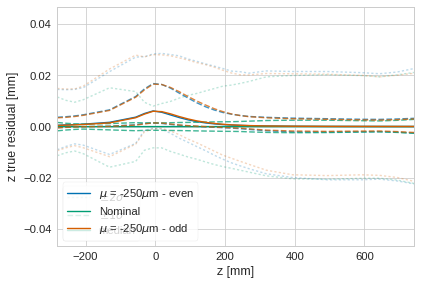 z true residual [mm]
0.04
0.02
0.00
−0.02
−0.04
μ = -250μm - even
Nominal
μ = -250μm - odd
−200
0
200
400
600
z [mm]